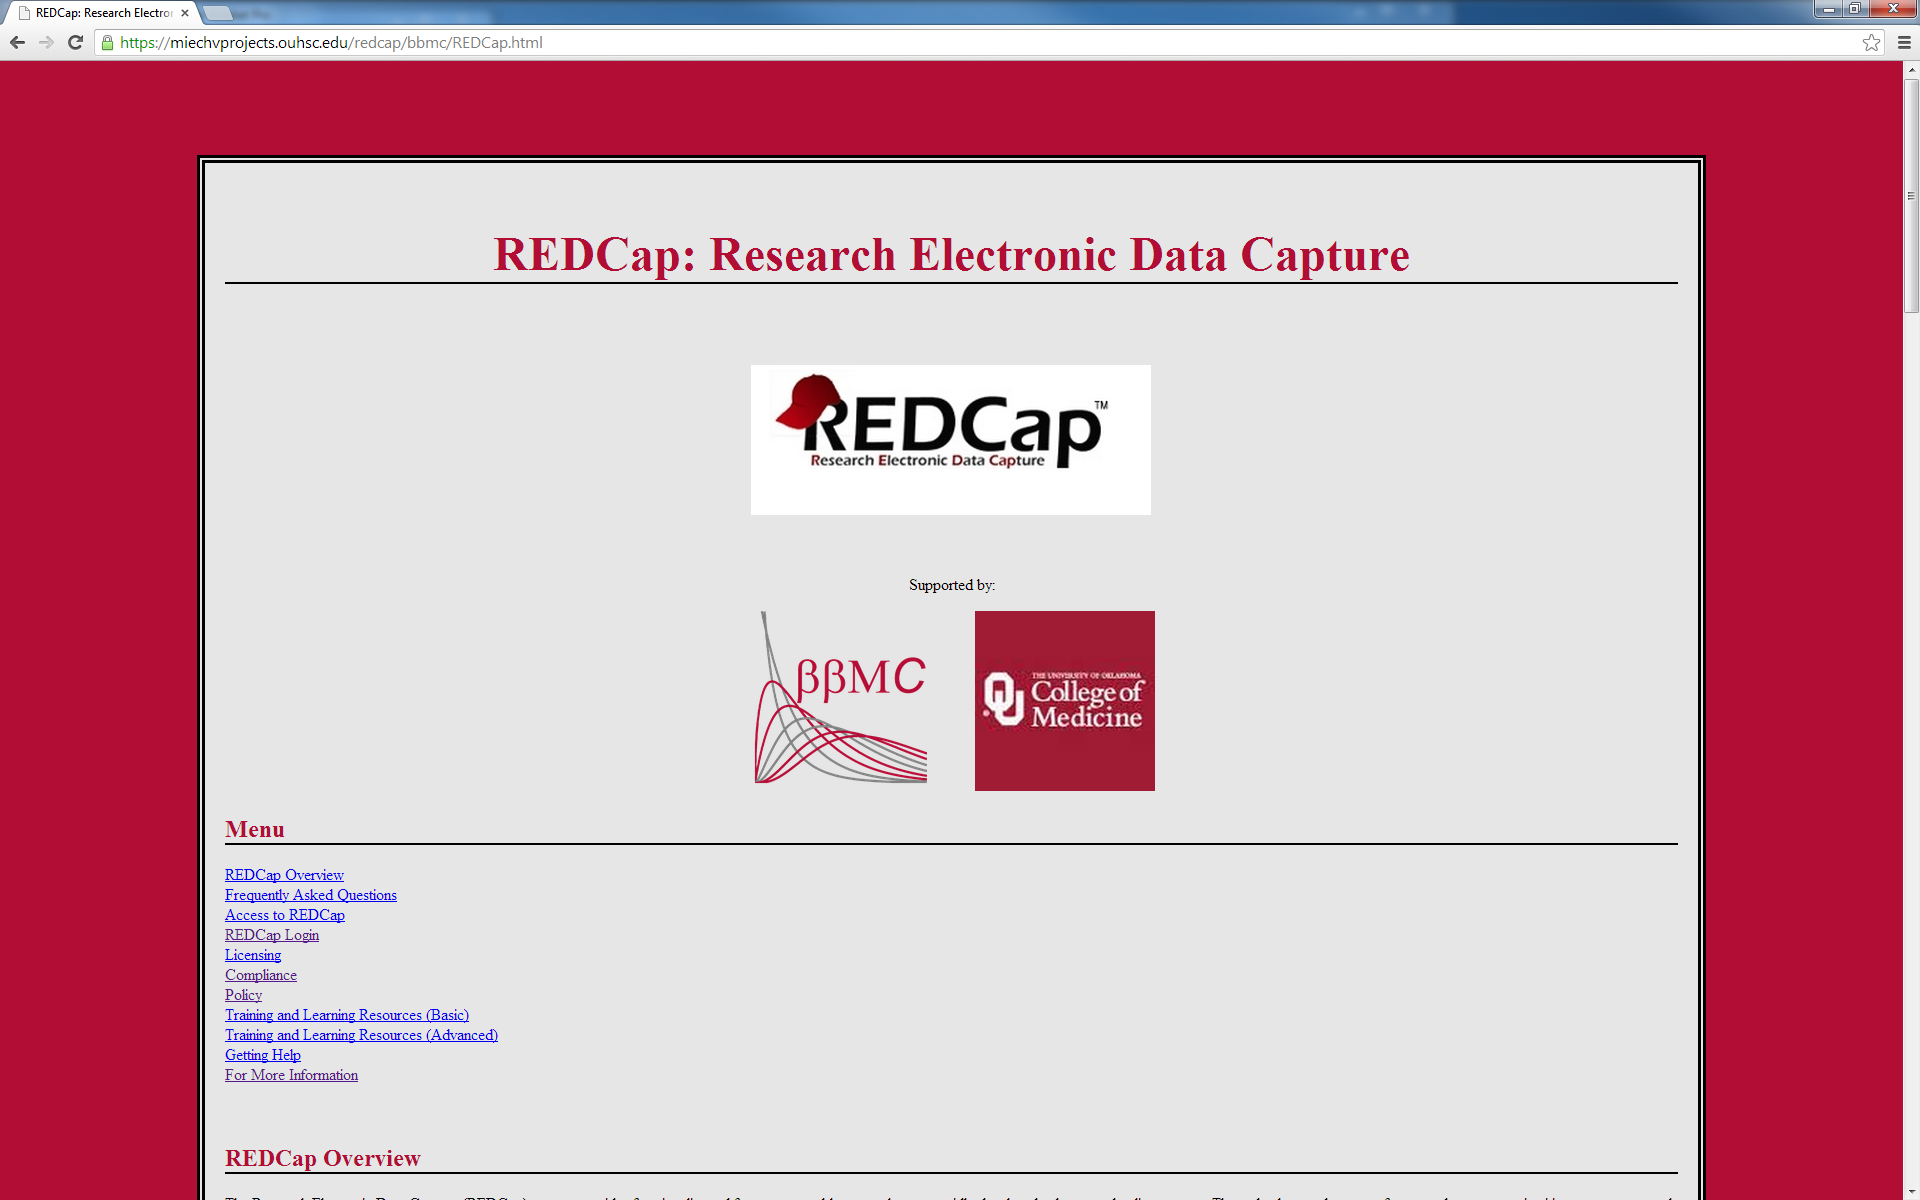 REDCap: Research Electro
https://miechvprojects.ouhsc.edu/redcap/bbmc/REDCap.html
REDCap: Research Electronic Data Capture
REDCap™
Research Electronic Data Capture
Supported by:
ββMC
THE UNIVERSITY OF OKLAHOMA
OU College of
Medicine
Menu
REDCap Overview
Frequently Asked Questions
Access to REDCap
REDCap Login
Licensing
Compliance
Policy
Training and Learning Resources (Basic)
Training and Learning Resources (Advanced)
Getting Help
For More Information
REDCap Overview